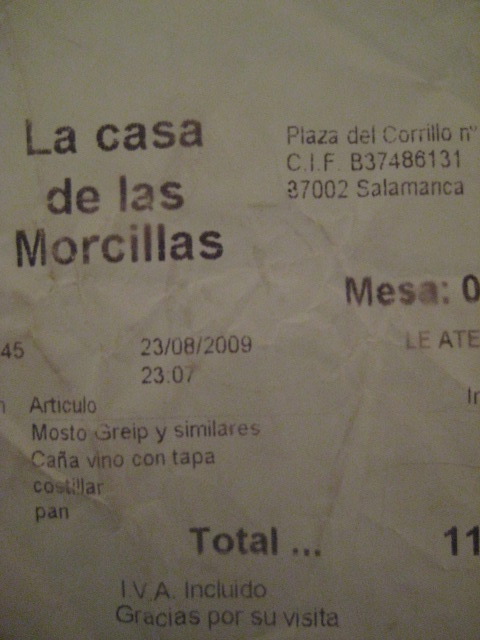 La casa
de las
Morcillas
Plaza del Corrillo nº
C.I.F. B37486131
37002 Salamanca
Mesa: 0
LE ATE
45 23/08/2009
23:07
n Artículo In
Mosto Greip y similares
Caña vino con tapa
costillar
pan
Total ... 11
I.V.A. Incluido
Gracias por su visita